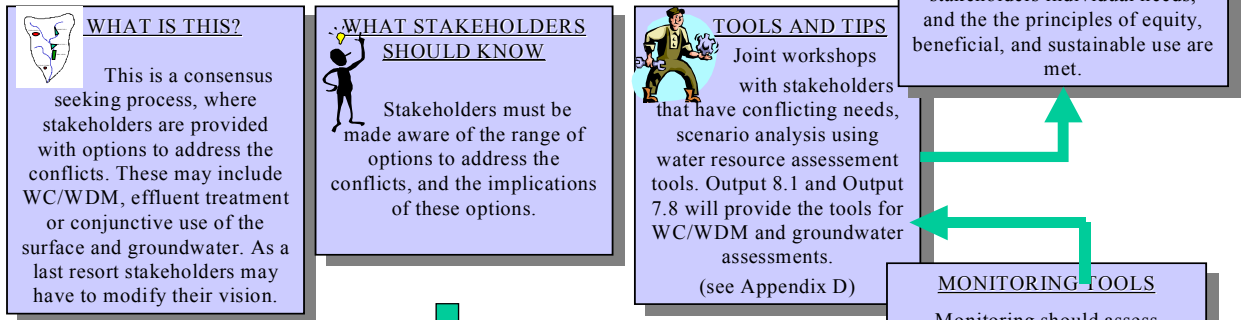 WHAT IS THIS?
This is a consensus
seeking process, where
stakeholders are provided
with options to address the
conflicts. These may include
WC/WDM, effluent treatment
or conjunctive use of the
surface and groundwater. As a
last resort stakeholders may
have to modify their vision.
WHAT STAKEHOLDERS
SHOULD KNOW
Stakeholders must be
made aware of the range of
options to address the
conflicts, and the implications
of these options.
TOOLS AND TIPS
Joint workshops
with stakeholders
that have conflicting needs,
scenario analysis using
water resource assessement
tools. Output 8.1 and Output
7.8 will provide the tools for
WC/WDM and groundwater
assessments.
(see Appendix D)
stakeholders individual needs,
and the the principles of equity,
beneficial, and sustainable use are
met.
MONITORING TOOLS
Monitoring should assess